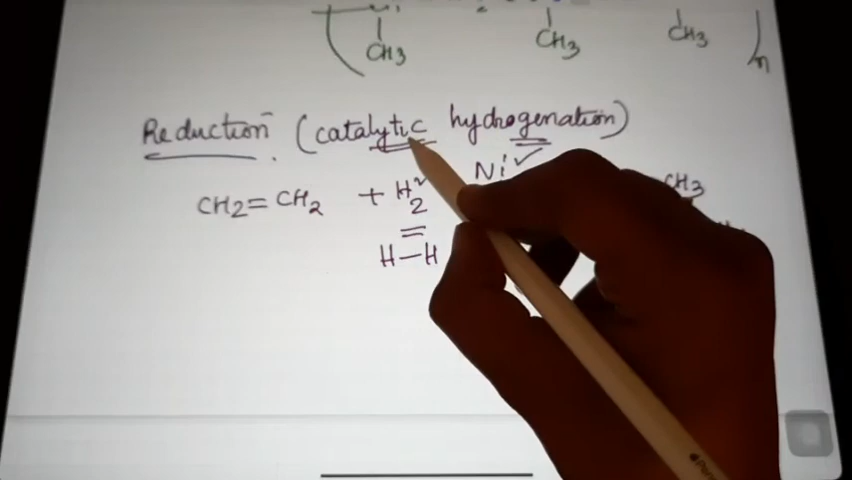 CH3 CH3 CH3 n
Reduction (catalytic hydrogenation)
Ni
CH2=CH2 + H2 CH3
H-H